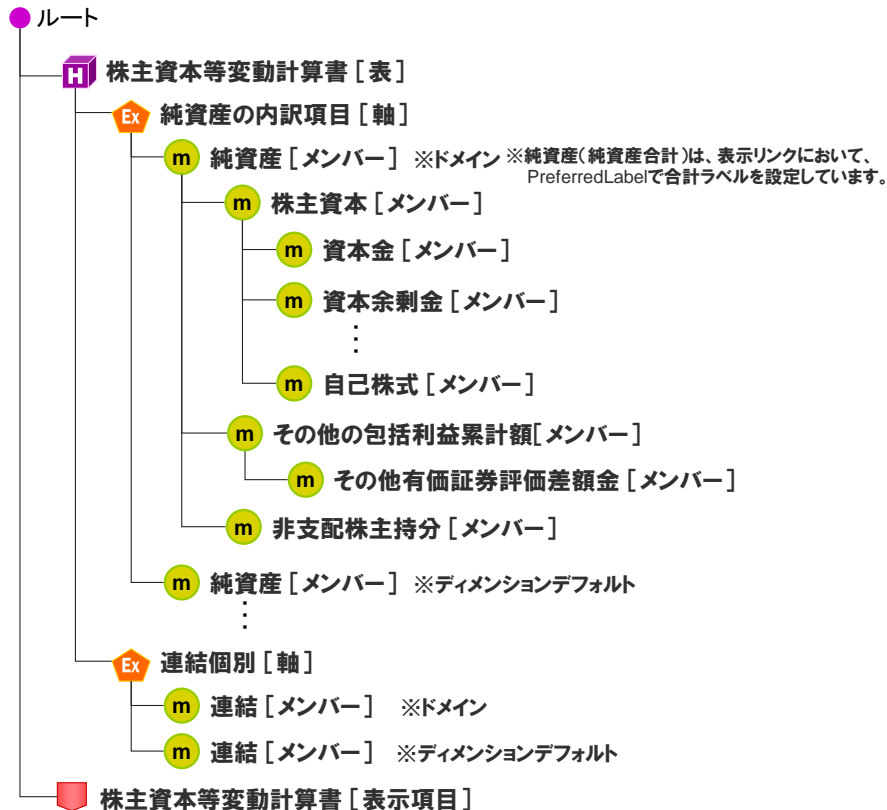 ルート
H 株主資本等変動計算書［表］
Ex 純資産の内訳項目［軸］
m 純資産［メンバー］ ※ドメイン ※純資産（純資産合計）は、表示リンクにおいて、
PreferredLabelで合計ラベルを設定しています。
m 株主資本［メンバー］
m 資本金［メンバー］
m 資本余剰金［メンバー］
⋮
m 自己株式［メンバー］
m その他の包括利益累計額［メンバー］
m その他有価証券評価差額金［メンバー］
m 非支配株主持分［メンバー］
m 純資産［メンバー］ ※ディメンションデフォルト
⋮
Ex 連結個別［軸］
m 連結［メンバー］ ※ドメイン
m 連結［メンバー］ ※ディメンションデフォルト
株主資本等変動計算書［表示項目］